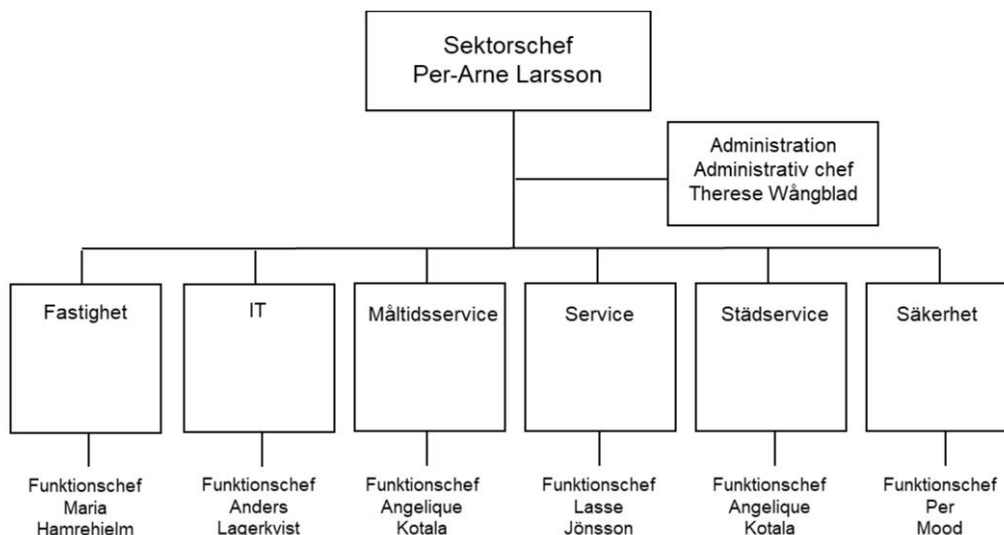 Sektorschef
Per-Arne Larsson
Administration
Administrativ chef
Therese Wångblad
Fastighet
IT
Måltidsservice
Service
Städservice
Säkerhet
Funktionschef
Maria
Hamrehjelm
Funktionschef
Anders
Lagerkvist
Funktionschef
Angelique
Kotala
Funktionschef
Lasse
Jönsson
Funktionschef
Angelique
Kotala
Funktionschef
Per
Mood